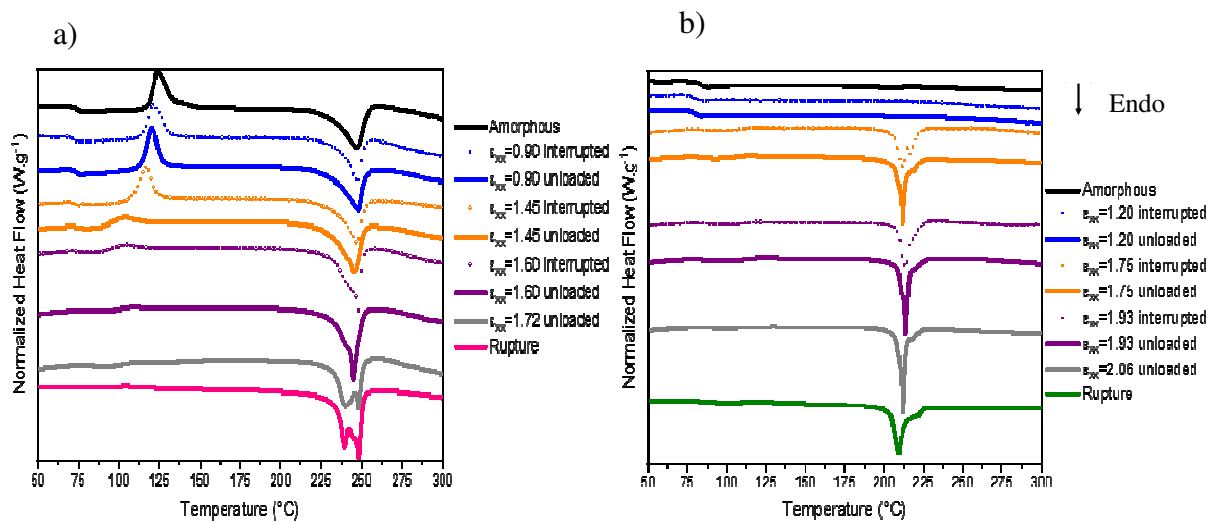 a)
Normalized Heat Flow (W.g⁻¹)
50 75 100 125 150 175 200 225 250 275 300
Temperature (°C)
Amorphous
εxx=0.90 interrupted
εxx=0.90 unloaded
εxx=1.45 interrupted
εxx=1.45 unloaded
εxx=1.60 interrupted
εxx=1.60 unloaded
εxx=1.72 unloaded
Rupture
b)
Normalized Heat Flow (W.g⁻¹)
50 75 100 125 150 175 200 225 250 275 300
Temperature (°C)
Endo
Amorphous
εxx=1.20 interrupted
εxx=1.20 unloaded
εxx=1.75 interrupted
εxx=1.75 unloaded
εxx=1.93 interrupted
εxx=1.93 unloaded
εxx=2.06 unloaded
Rupture